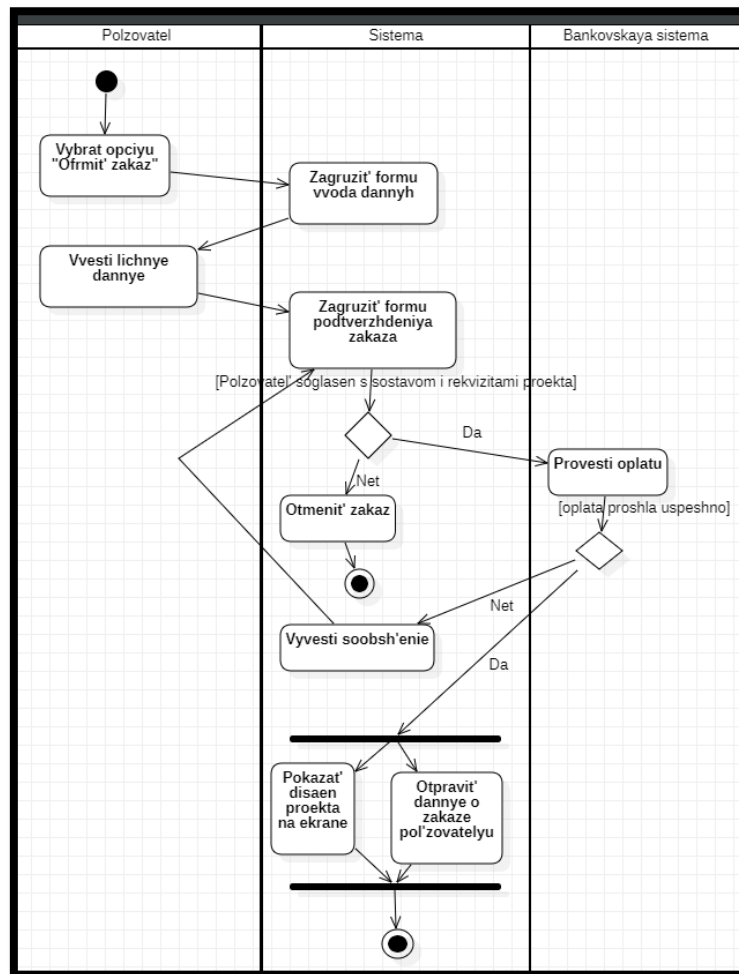 Polzovatel
Sistema
Bankovskaya sistema
Vybrat opciyu
"Ofrmit' zakaz"
Zagruzit' formu
vvoda dannyh
Vvesti lichnye
dannye
Zagruzit' formu
podtverzhdeniya
zakaza
[Polzovatel' soglasen s sostavom i rekvizitami proekta]
Da
Provesti oplatu
Net
Otmenit' zakaz
[oplata proshla uspeshno]
Net
Vyvesti soobsh'enie
Da
Pokazat'
disaen
proekta
na ekrane
Otpravit'
dannye o
zakaze
pol'zovatelyu